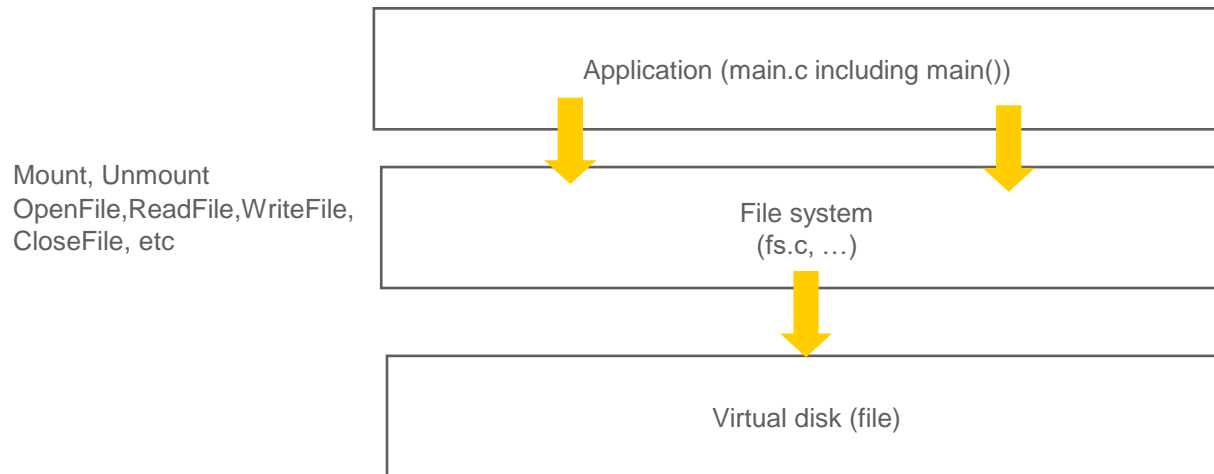 Application (main.c including main())
Mount, Unmount
OpenFile,ReadFile,WriteFile,
CloseFile, etc
File system
(fs.c, …)
Virtual disk (file)